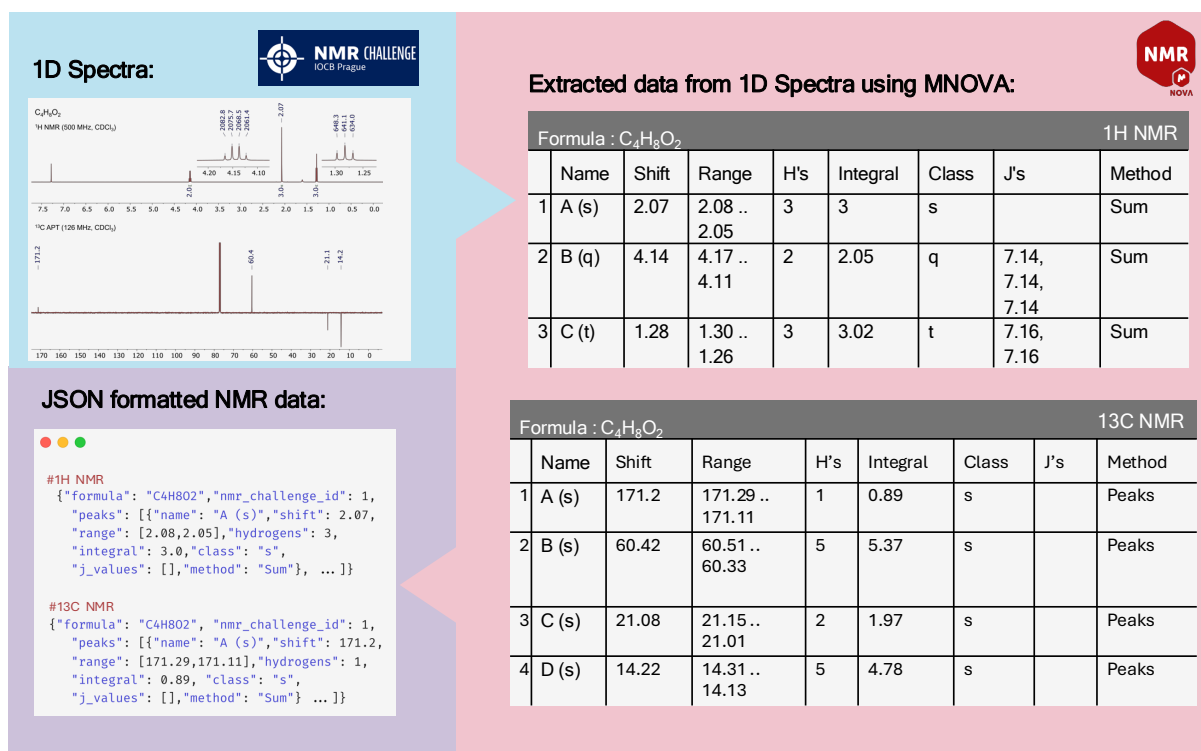 1D Spectra:
NMR CHALLENGE
IOCB Prague
C₄H₈O₂
¹H NMR (500 MHz, CDCl₃)
2082.8
2075.7
2068.5
2061.4
2.07
648.3
641.1
634.0
4.20 4.15 4.10
1.30 1.25
2.0
3.0
3.0
7.5 7.0 6.5 6.0 5.5 5.0 4.5 4.0 3.5 3.0 2.5 2.0 1.5 1.0 0.5 0.0
¹³C APT (126 MHz, CDCl₃)
171.2
60.4
21.1
14.2
170 160 150 140 130 120 110 100 90 80 70 60 50 40 30 20 10 0
NMR
NOVA
Extracted data from 1D Spectra using MNOVA:
Formula : C₄H₈O₂ 1H NMR
Name Shift Range H's Integral Class J's Method
1 A (s) 2.07 2.08 .. 3 3 s Sum
2.05
2 B (q) 4.14 4.17 .. 2 2.05 q 7.14, Sum
4.11 7.14,
7.14
3 C (t) 1.28 1.30 .. 3 3.02 t 7.16, Sum
1.26 7.16
Formula : C₄H₈O₂ 13C NMR
Name Shift Range H's Integral Class J's Method
1 A (s) 171.2 171.29 .. 1 0.89 s Peaks
171.11
2 B (s) 60.42 60.51 .. 5 5.37 s Peaks
60.33
3 C (s) 21.08 21.15 .. 2 1.97 s Peaks
21.01
4 D (s) 14.22 14.31 .. 5 4.78 s Peaks
14.13
JSON formatted NMR data:
#1H NMR
{"formula": "C4H8O2","nmr_challenge_id": 1,
"peaks": [{"name": "A (s)","shift": 2.07,
"range": [2.08,2.05],"hydrogens": 3,
"integral": 3.0,"class": "s",
"j_values": [],"method": "Sum"}, ...]}
#13C NMR
{"formula": "C4H8O2", "nmr_challenge_id": 1,
"peaks": [{"name": "A (s)","shift": 171.2,
"range": [171.29,171.11],"hydrogens": 1,
"integral": 0.89, "class": "s",
"j_values": [],"method": "Sum"} ...]}